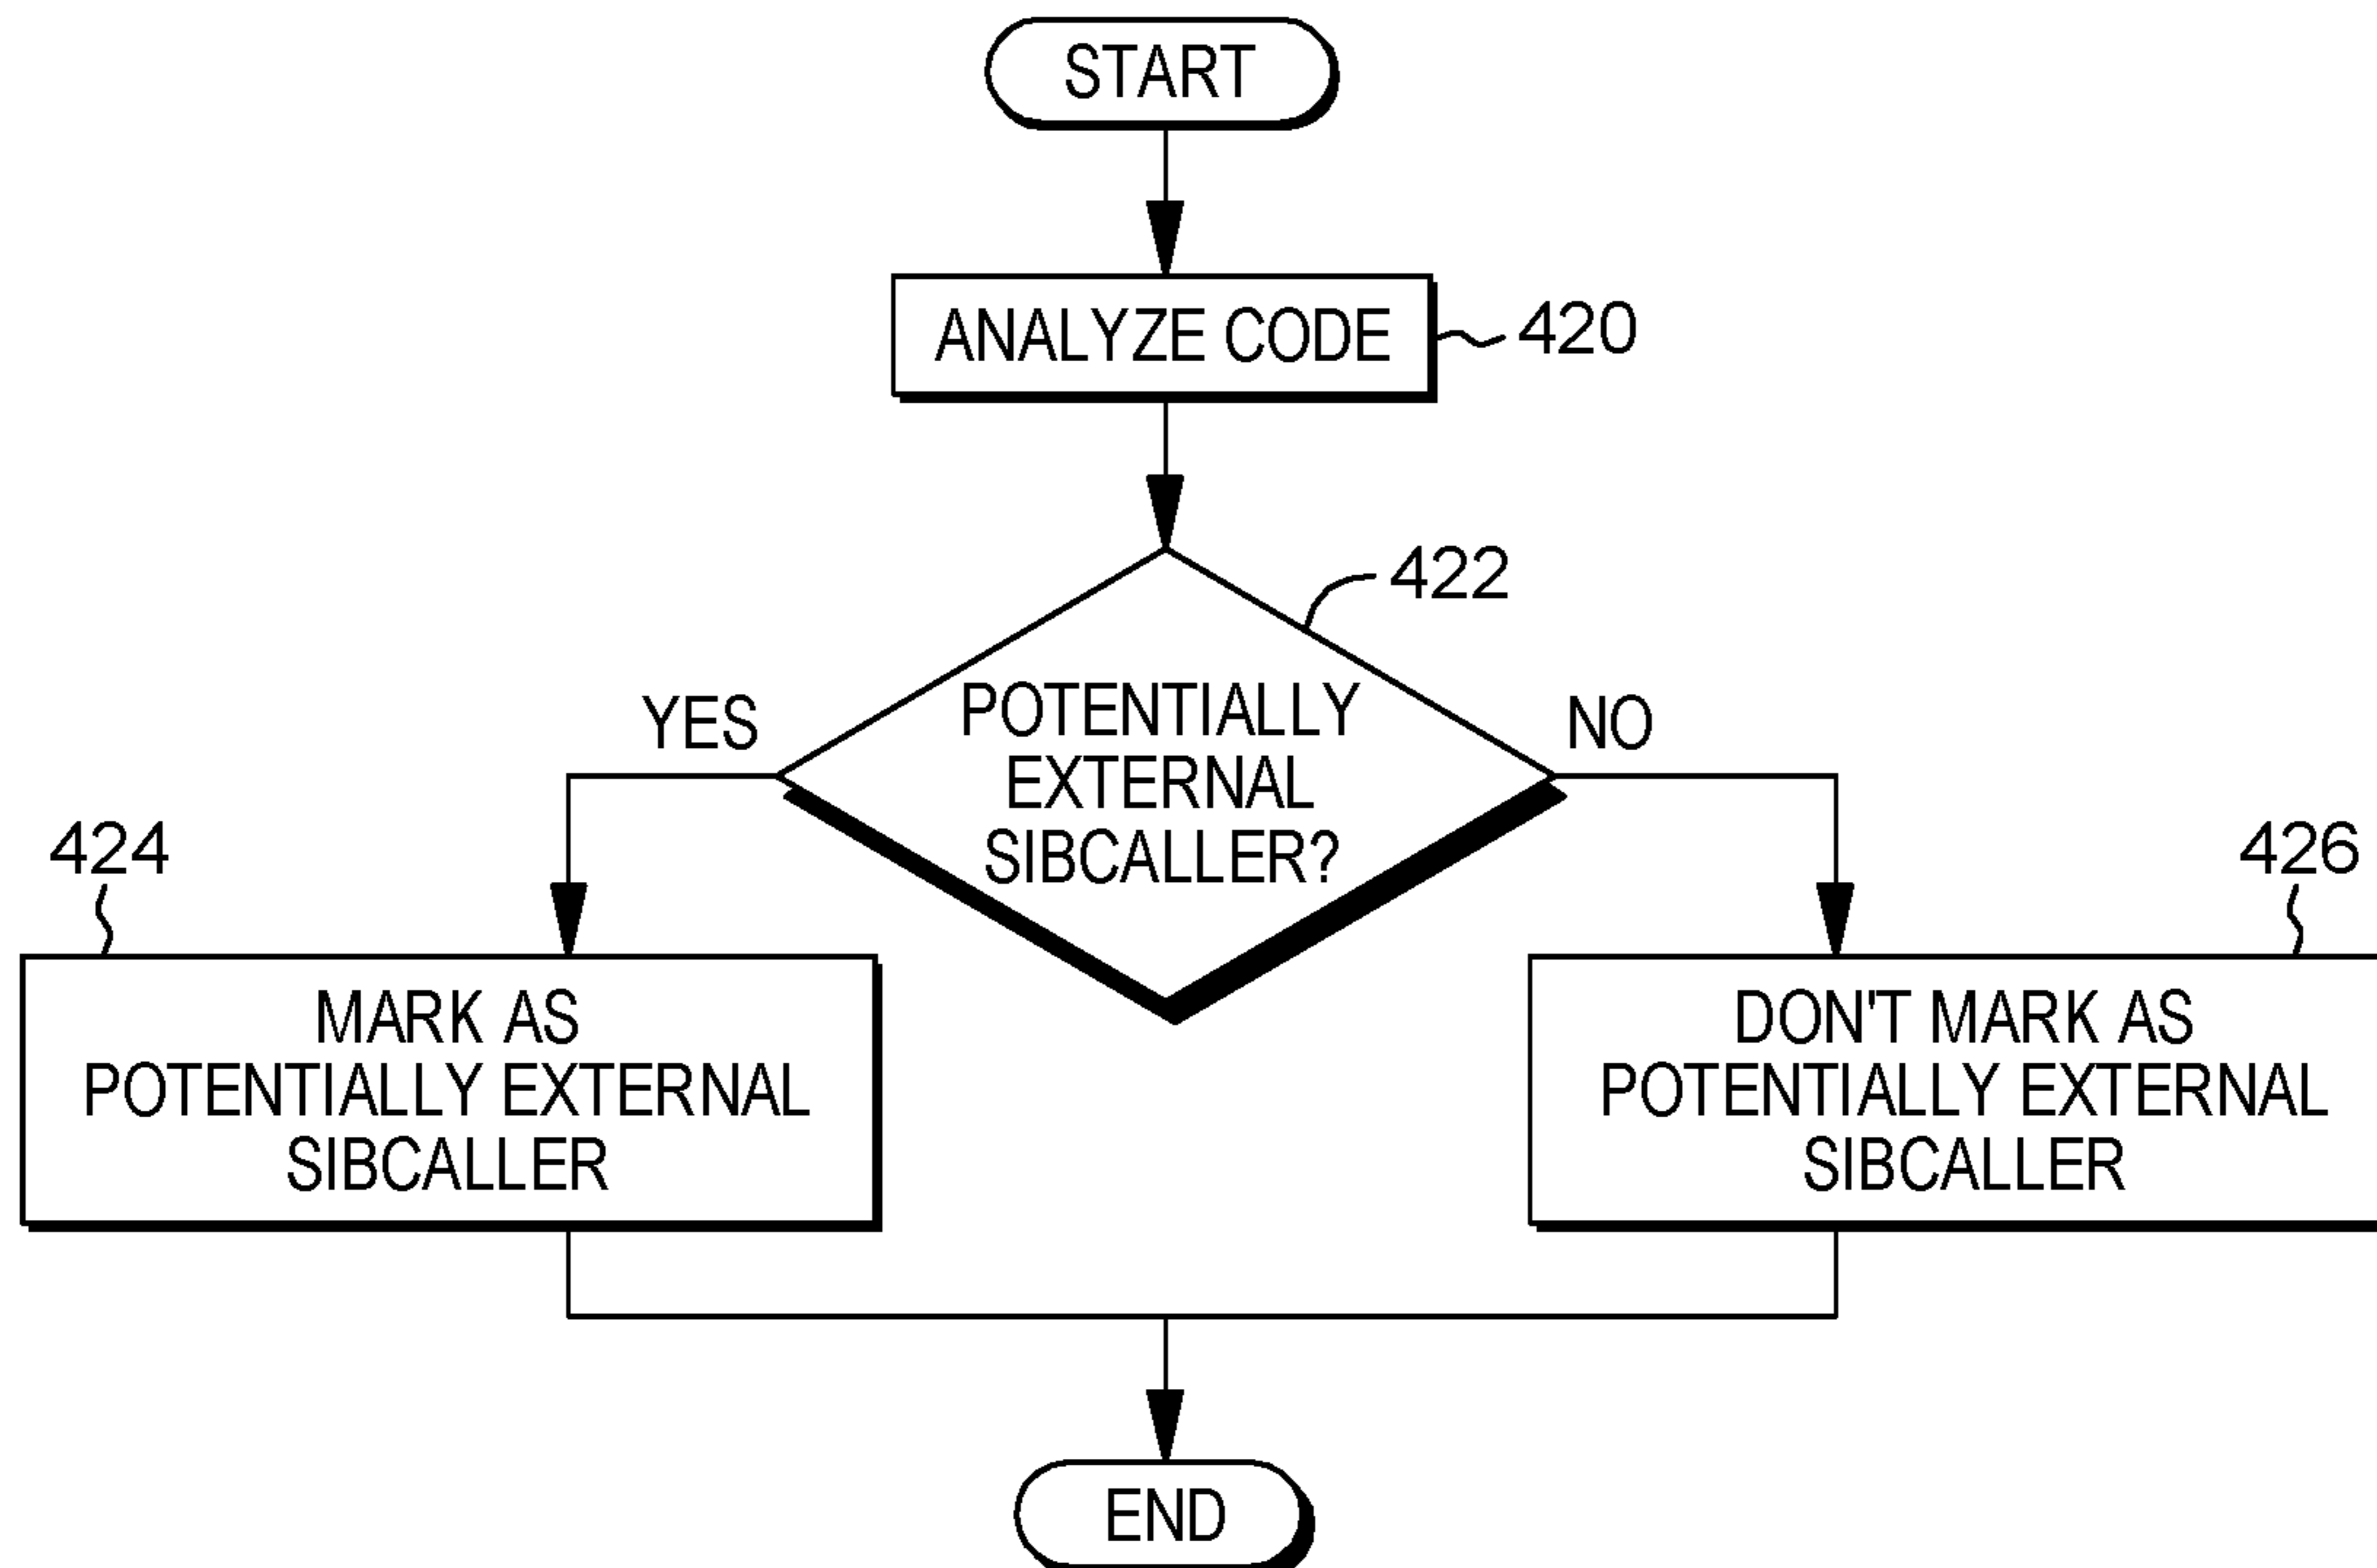 START
ANALYZE CODE
420
422
POTENTIALLY
EXTERNAL
SIBCALLER?
YES
NO
424
MARK AS
POTENTIALLY EXTERNAL
SIBCALLER
426
DON'T MARK AS
POTENTIALLY EXTERNAL
SIBCALLER
END